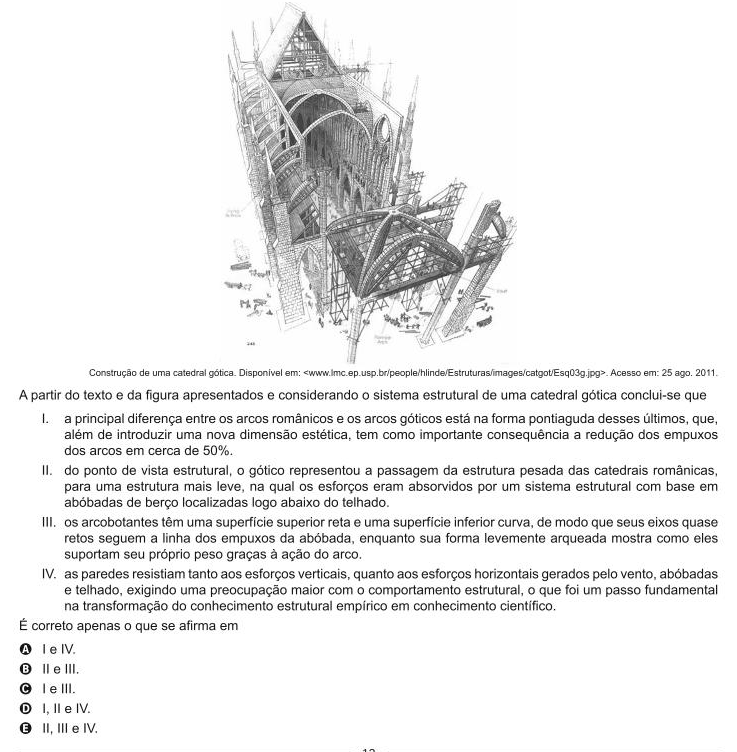 Construção de uma catedral gótica. Disponível em: <www.lmc.ep.usp.br/people/hlinde/Estruturas/images/catgot/Esq03g.jpg>. Acesso em: 25 ago. 2011.
A partir do texto e da figura apresentados e considerando o sistema estrutural de uma catedral gótica conclui-se que
I. a principal diferença entre os arcos românicos e os arcos góticos está na forma pontiaguda desses últimos, que,
além de introduzir uma nova dimensão estética, tem como importante consequência a redução dos empuxos
dos arcos em cerca de 50%.
II. do ponto de vista estrutural, o gótico representou a passagem da estrutura pesada das catedrais românicas,
para uma estrutura mais leve, na qual os esforços eram absorvidos por um sistema estrutural com base em
abóbadas de berço localizadas logo abaixo do telhado.
III. os arcobotantes têm uma superfície superior reta e uma superfície inferior curva, de modo que seus eixos quase
retos seguem a linha dos empuxos da abóbada, enquanto sua forma levemente arqueada mostra como eles
suportam seu próprio peso graças à ação do arco.
IV. as paredes resistiam tanto aos esforços verticais, quanto aos esforços horizontais gerados pelo vento, abóbadas
e telhado, exigindo uma preocupação maior com o comportamento estrutural, o que foi um passo fundamental
na transformação do conhecimento estrutural empírico em conhecimento científico.
É correto apenas o que se afirma em
A I e IV.
B II e III.
C I e III.
D I, II e IV.
E II, III e IV.